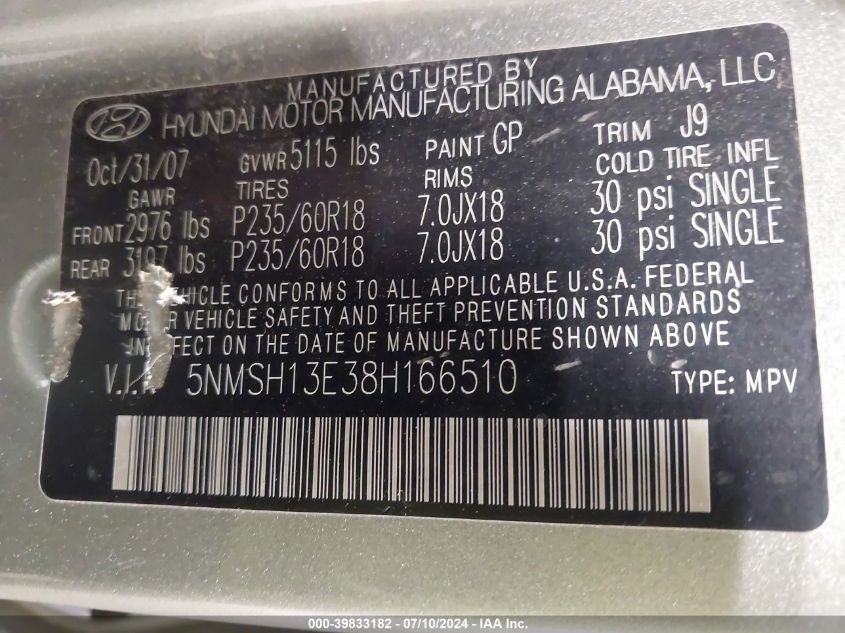 MANUFACTURED BY
HYUNDAI MOTOR MANUFACTURING ALABAMA, LLC
Oct/31/07 GVWR 5115 lbs PAINT GP TRIM J9
GAWR TIRES RIMS COLD TIRE INFL
FRONT 2976 lbs P235/60R18 7.0JX18 30 psi SINGLE
REAR 3197 lbs P235/60R18 7.0JX18 30 psi SINGLE
VEHICLE CONFORMS TO ALL APPLICABLE U.S.A. FEDERAL
VEHICLE SAFETY AND THEFT PREVENTION STANDARDS
ON THE DATE OF MANUFACTURE SHOWN ABOVE
5NMSH13E38H166510 TYPE: MPV
000-39833182 - 07/10/2024 - IAA Inc.